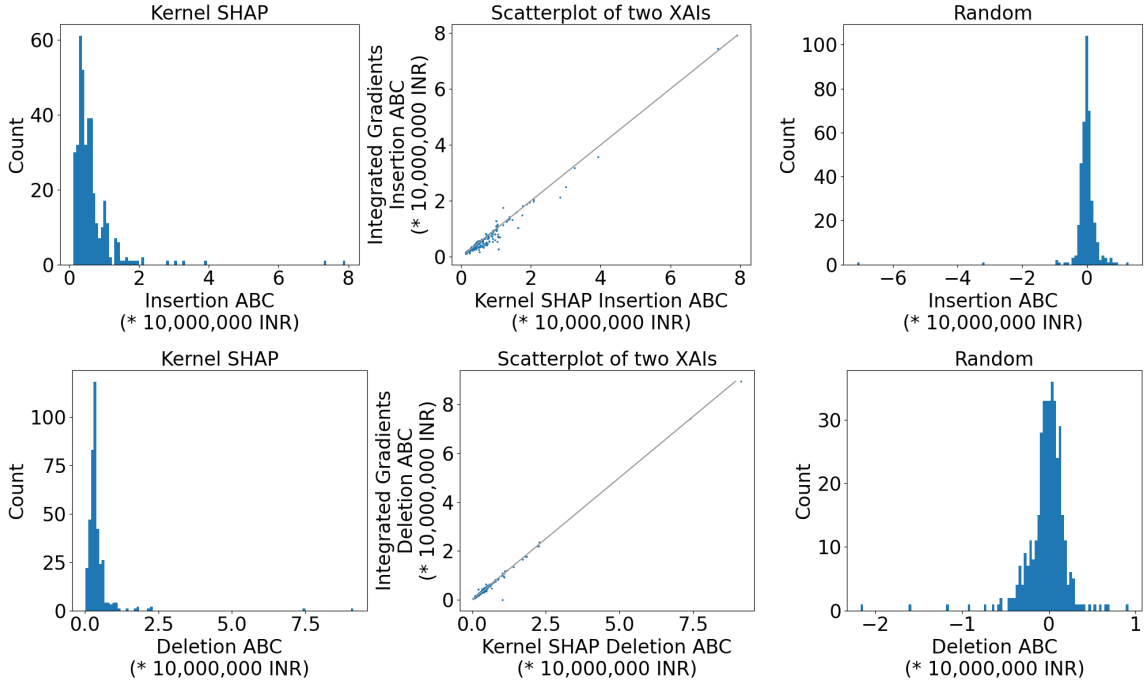 Kernel SHAP
60
40
20
0
Count
0 2 4 6 8
Insertion ABC
(* 10,000,000 INR)
Scatterplot of two XAIs
8
6
4
2
0
Integrated Gradients
Insertion ABC
(* 10,000,000 INR)
0 2 4 6 8
Kernel SHAP Insertion ABC
(* 10,000,000 INR)
Random
100
80
60
40
20
0
Count
−6 −4 −2 0
Insertion ABC
(* 10,000,000 INR)
Kernel SHAP
100
75
50
25
0
Count
0.0 2.5 5.0 7.5
Deletion ABC
(* 10,000,000 INR)
Scatterplot of two XAIs
8
6
4
2
0
Integrated Gradients
Deletion ABC
(* 10,000,000 INR)
0.0 2.5 5.0 7.5
Kernel SHAP Deletion ABC
(* 10,000,000 INR)
Random
30
20
10
0
Count
−2 −1 0 1
Deletion ABC
(* 10,000,000 INR)